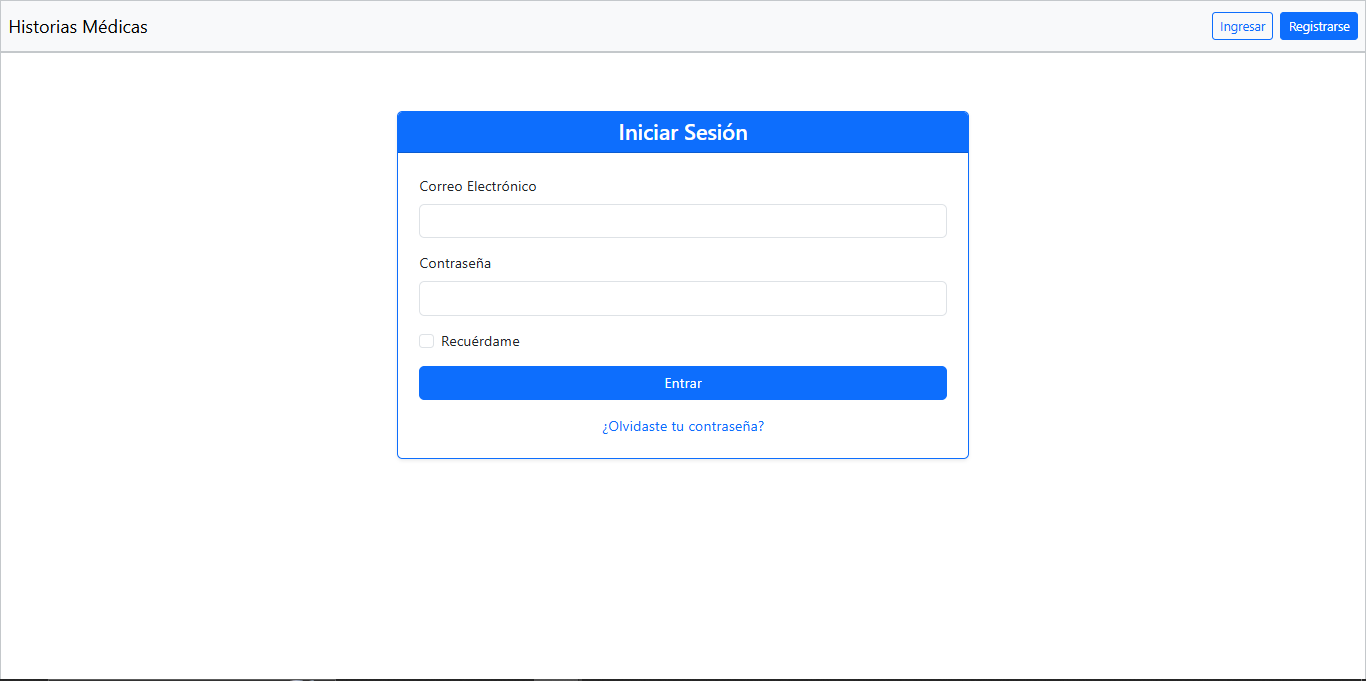 Historias Médicas
Ingresar
Registrarse
Iniciar Sesión
Correo Electrónico
Contraseña
Recuérdame
Entrar
¿Olvidaste tu contraseña?